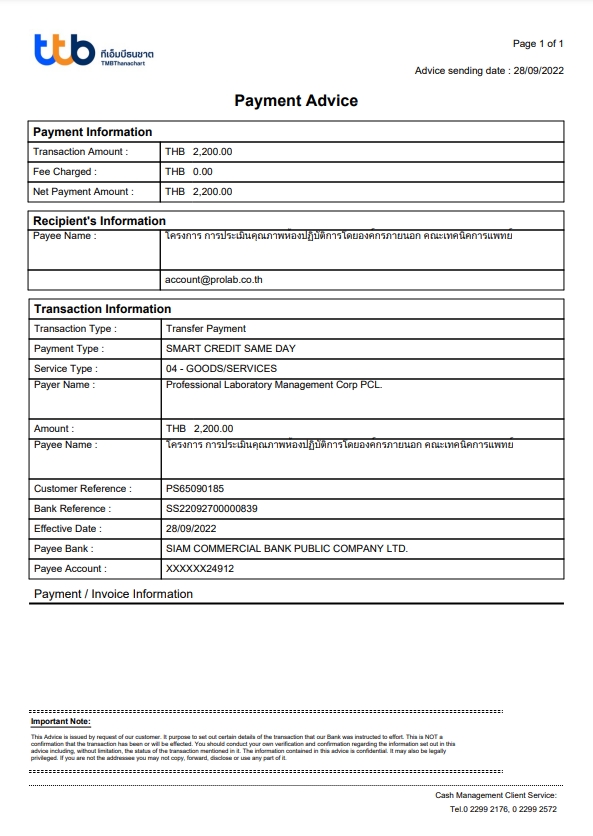 ttb ทีเอ็มบีธนชาต
TMBThanachart
Page 1 of 1
Advice sending date : 28/09/2022
Payment Advice
Payment Information
Transaction Amount : THB 2,200.00
Fee Charged : THB 0.00
Net Payment Amount : THB 2,200.00
Recipient's Information
Payee Name : โครงการ การประเมินคุณภาพห้องปฏิบัติการโดยองค์กรภายนอก คณะเทคนิคการแพทย์
account@prolab.co.th
Transaction Information
Transaction Type : Transfer Payment
Payment Type : SMART CREDIT SAME DAY
Service Type : 04 - GOODS/SERVICES
Payer Name : Professional Laboratory Management Corp PCL.
Amount : THB 2,200.00
Payee Name : โครงการ การประเมินคุณภาพห้องปฏิบัติการโดยองค์กรภายนอก คณะเทคนิคการแพทย์
Customer Reference : PS65090185
Bank Reference : SS22092700000839
Effective Date : 28/09/2022
Payee Bank : SIAM COMMERCIAL BANK PUBLIC COMPANY LTD.
Payee Account : XXXXXX24912
Payment / Invoice Information
Important Note:
This Advice is issued by request of our customer. It purpose to set out certain details of the transaction that our Bank was instructed to effort. This is NOT a
confirmation that the transaction has been or will be effected. You should conduct your own verification and confirmation regarding the information set out in this
advice including, without limitation, the status of the transaction mentioned in it. The information contained in this advice is confidential. It may also be legally
privileged. If you are not the addressee you may not copy, forward, disclose or use any part of it.
Cash Management Client Service:
Tel.0 2299 2176, 0 2299 2572